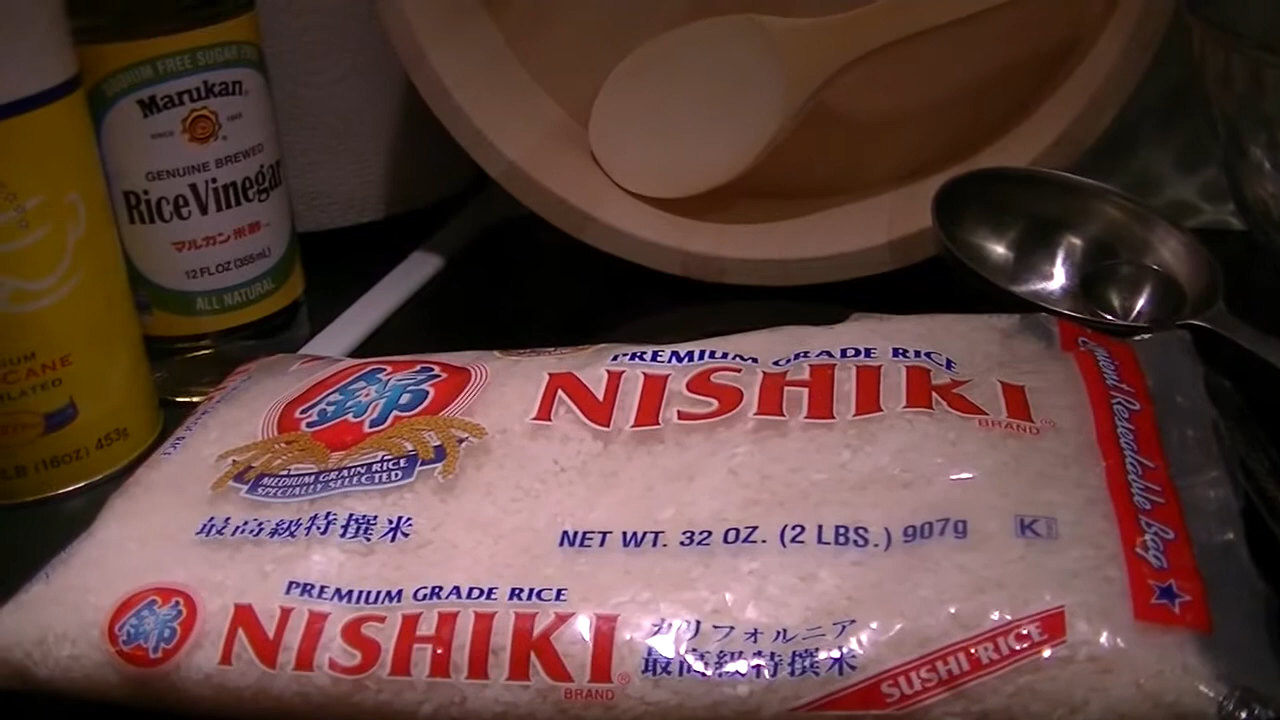 SODIUM FREE SUGAR FREE
Marukan®
SINCE 1649
GENUINE BREWED
Rice Vinegar
マルカン米酢
12 FL OZ (355mL)
ALL NATURAL
CANE
LB (16OZ) 453g
PREMIUM GRADE RICE
NISHIKI®
BRAND
錦
MEDIUM GRAIN RICE
SPECIALLY SELECTED
最高級特撰米
NET WT. 32 OZ. (2 LBS.) 907g
K
Resealable Bag
錦
PREMIUM GRADE RICE
NISHIKI®
BRAND
カリフォルニア
最高級特撰米
SUSHI RICE